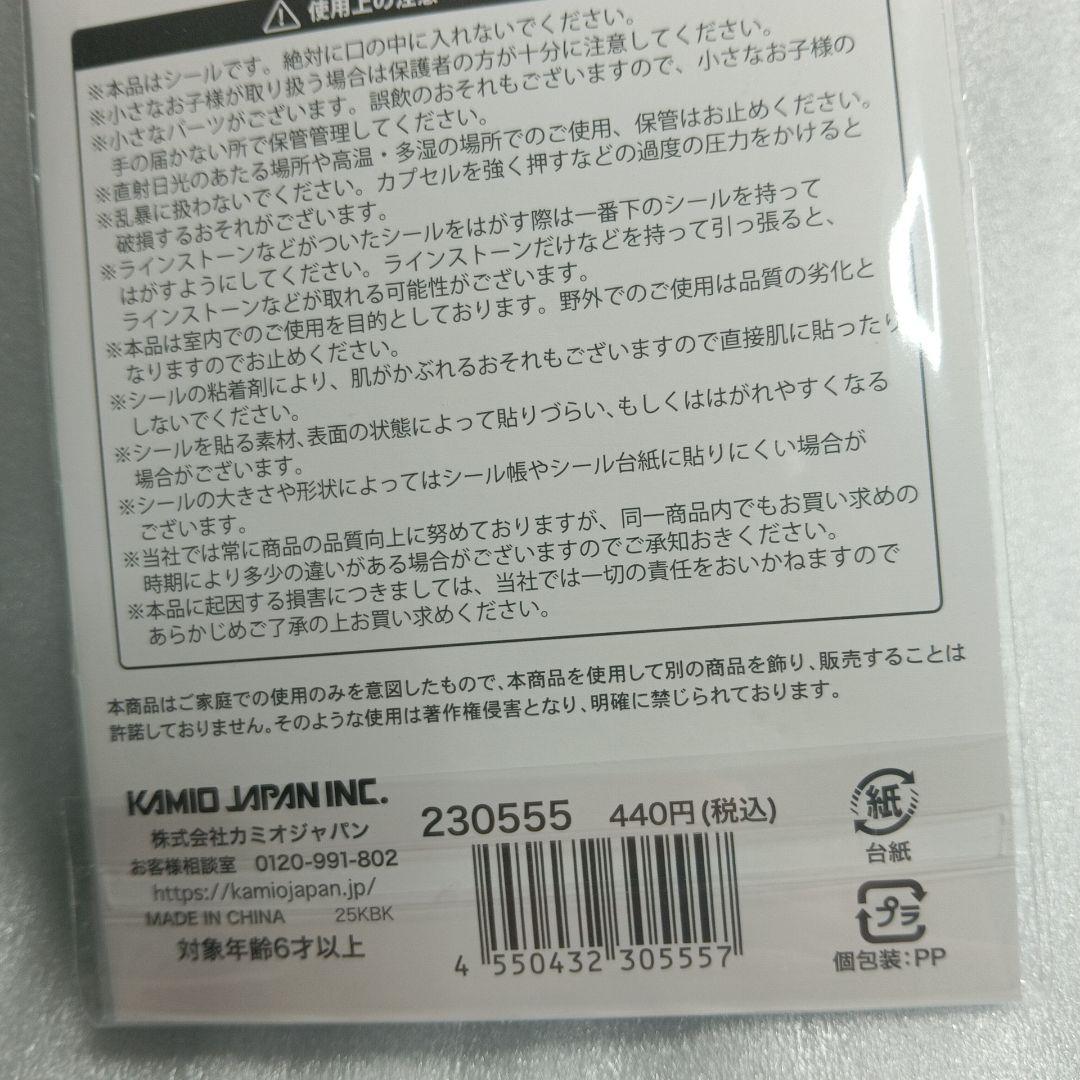 使用上の注意
※本品はシールです。絶対に口の中に入れないでください。
※小さなお子様が取り扱う場合は保護者の方が十分に注意してください。
※小さなパーツがございます。誤飲のおそれもございますので、小さなお子様の
手の届かない所で保管管理してください。
※直射日光のあたる場所や高温・多湿の場所でのご使用、保管はお止めください。
※乱暴に扱わないでください。カプセルを強く押すなどの過度の圧力をかけると
破損するおそれがございます。
※ラインストーンなどがついたシールをはがす際は一番下のシールを持って
はがすようにしてください。ラインストーンだけなどを持って引っ張ると、
ラインストーンなどが取れる可能性がございます。
※本品は室内でのご使用を目的としております。野外でのご使用は品質の劣化と
なりますのでお止めください。
※シールの粘着剤により、肌がかぶれるおそれもございますので直接肌に貼ったり
しないでください。
※シールを貼る素材、表面の状態によって貼りづらい、もしくははがれやすくなる
場合がございます。
※シールの大きさや形状によってはシール帳やシール台紙に貼りにくい場合が
ございます。
※当社では常に商品の品質向上に努めておりますが、同一商品内でもお買い求めの
時期により多少の違いがある場合がございますのでご承知おきください。
※本品に起因する損害につきましては、当社では一切の責任をおいかねますので
あらかじめご了承の上お買い求めください。
本商品はご家庭での使用のみを意図したもので、本商品を使用して別の商品を飾り、販売することは
許諾しておりません。そのような使用は著作権侵害となり、明確に禁じられております。
KAMIO JAPAN INC.
株式会社カミオジャパン
お客様相談室 0120-991-802
https://kamiojapan.jp/
MADE IN CHINA 25KBK
対象年齢6才以上
230555 440円(税込)
4 550432 305557
紙
台紙
プラ
個包装:PP